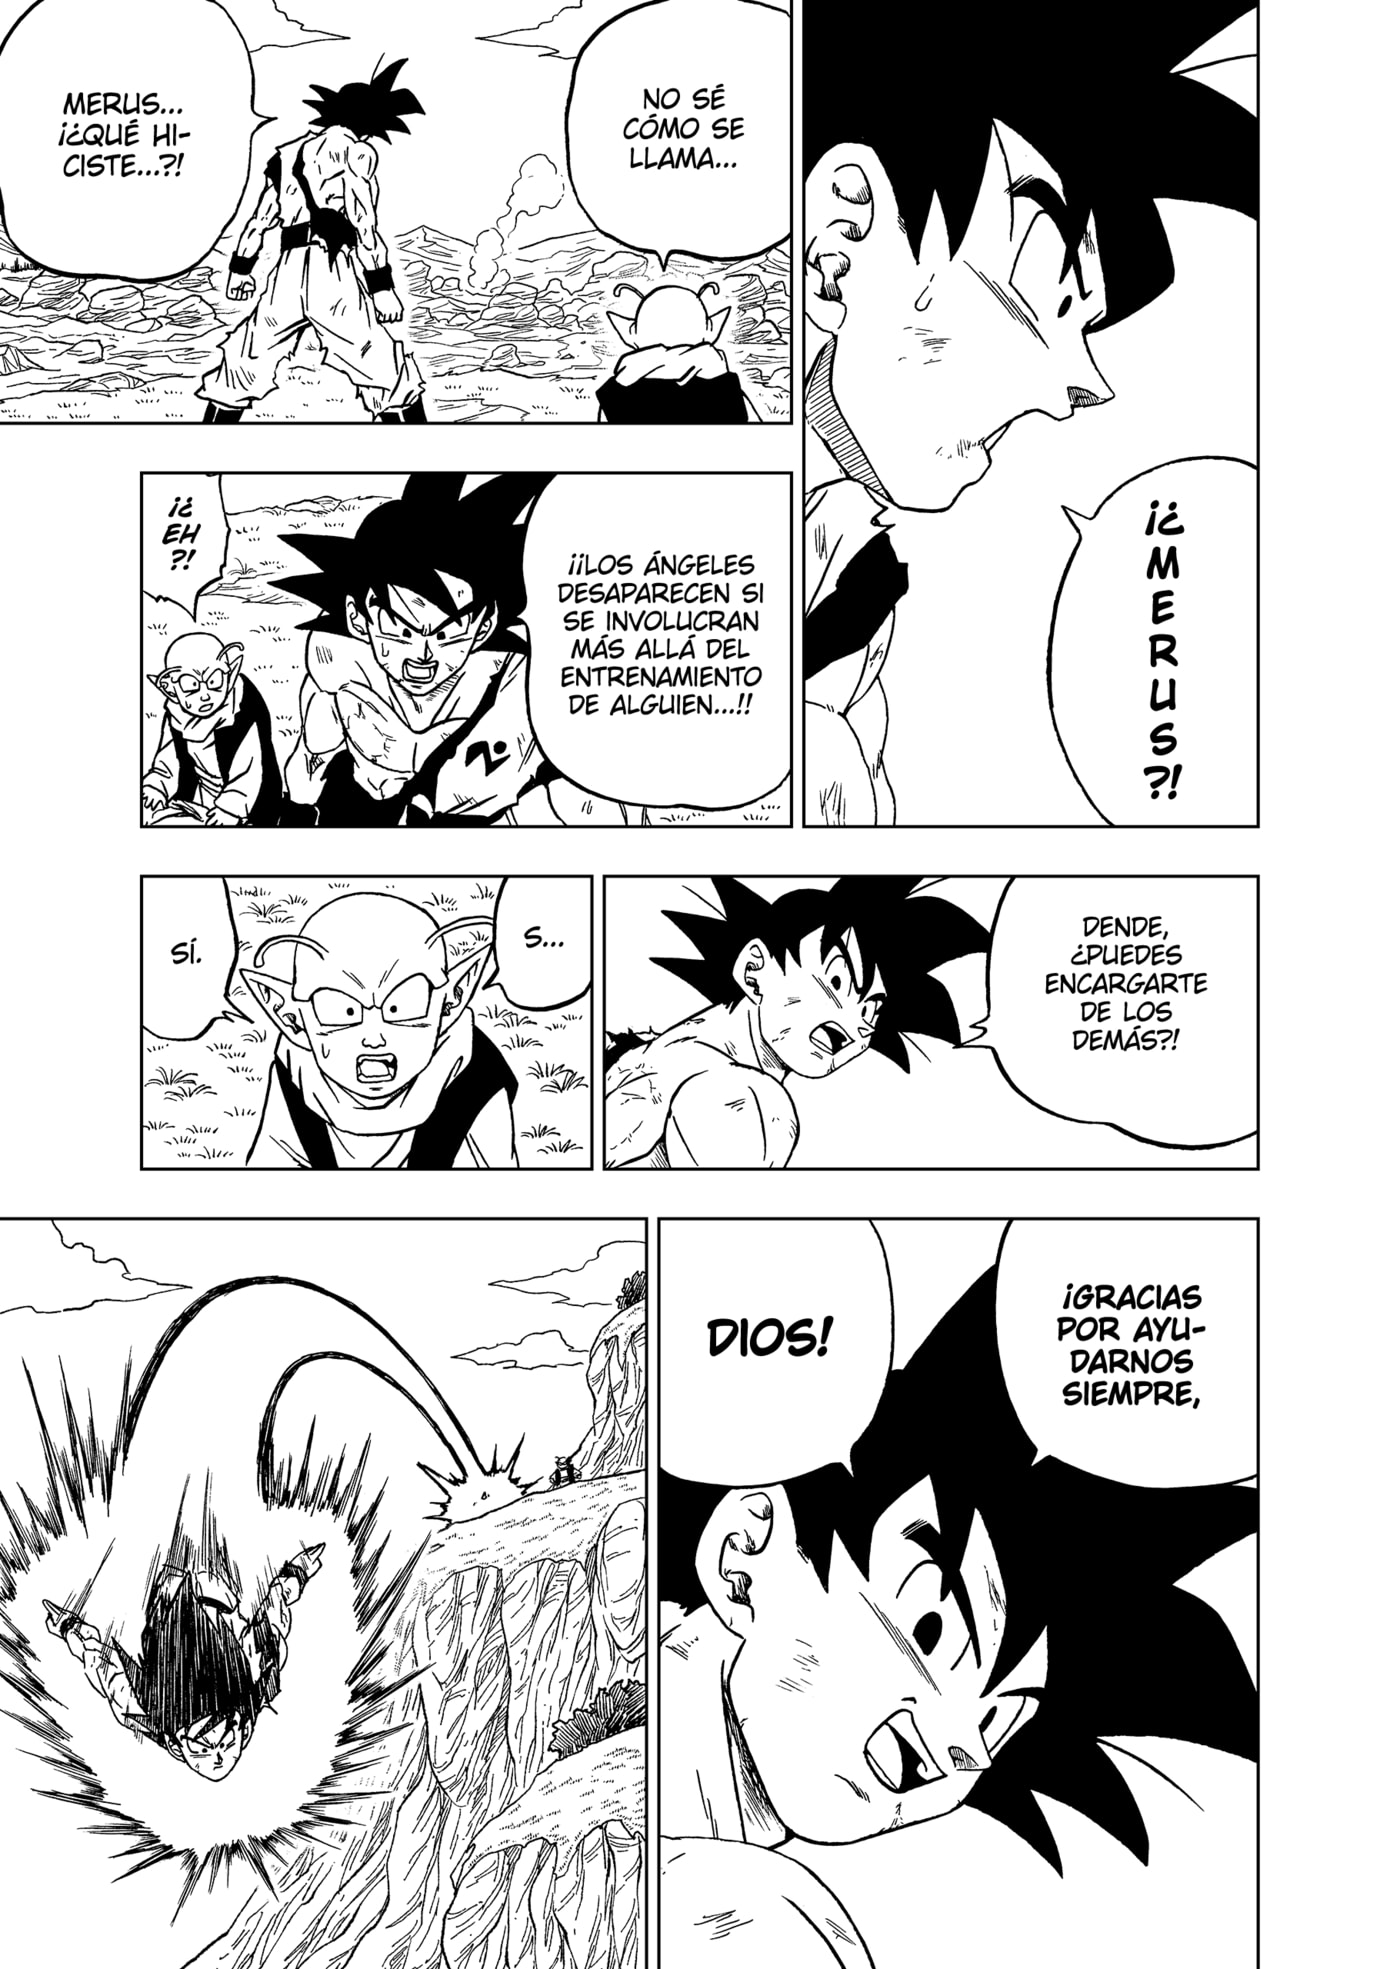 ¡¿
M
E
R
U
S
?!
NO SÉ
CÓMO SE
LLAMA...
MERUS...
¡¿QUÉ HI-
CISTE...?!
¡¡LOS ÁNGELES
DESAPARECEN SI
SE INVOLUCRAN
MÁS ALLÁ DEL
ENTRENAMIENTO
DE ALGUIEN...!!
¡¿
EH
?!
DENDE,
¿PUEDES
ENCARGARTE
DE LOS
DEMÁS?!
S...
SÍ.
¡GRACIAS
POR AYU-
DARNOS
SIEMPRE,
DIOS!